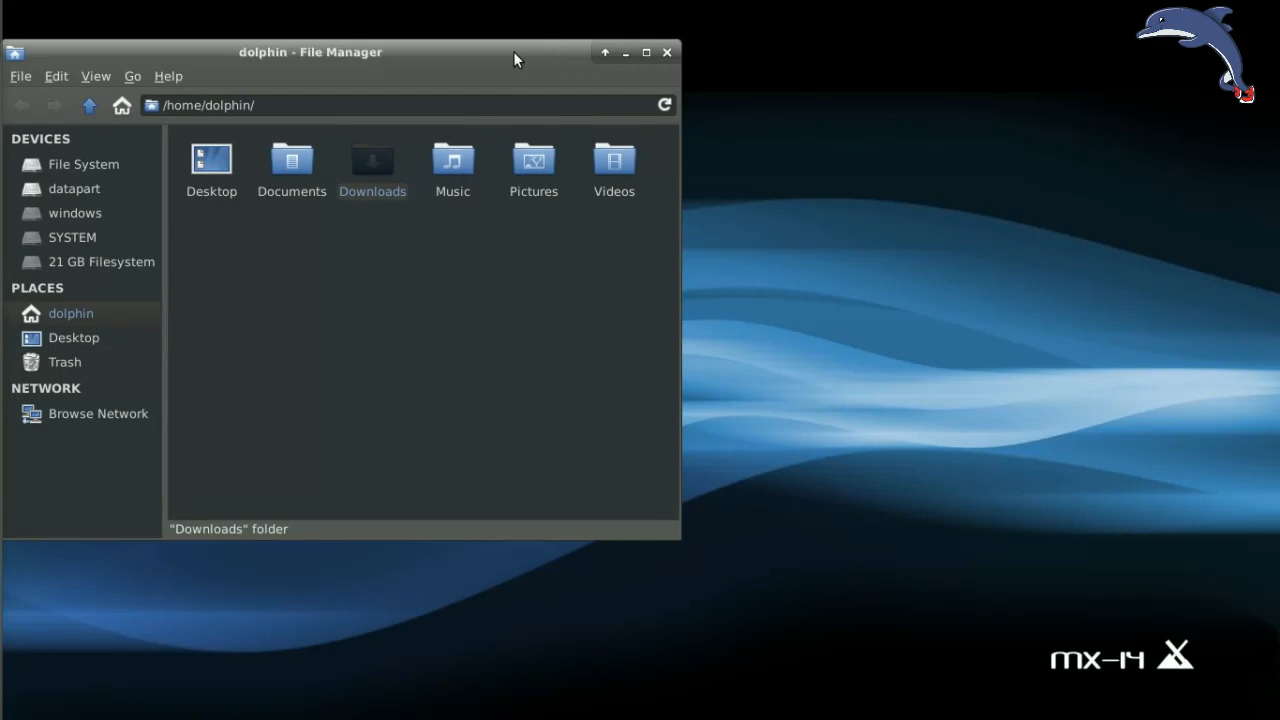 dolphin - File Manager
File Edit View Go Help
/home/dolphin/
DEVICES
File System
datapart
windows
SYSTEM
21 GB Filesystem
PLACES
dolphin
Desktop
Trash
NETWORK
Browse Network
Desktop Documents Downloads Music Pictures Videos
"Downloads" folder
mx-14